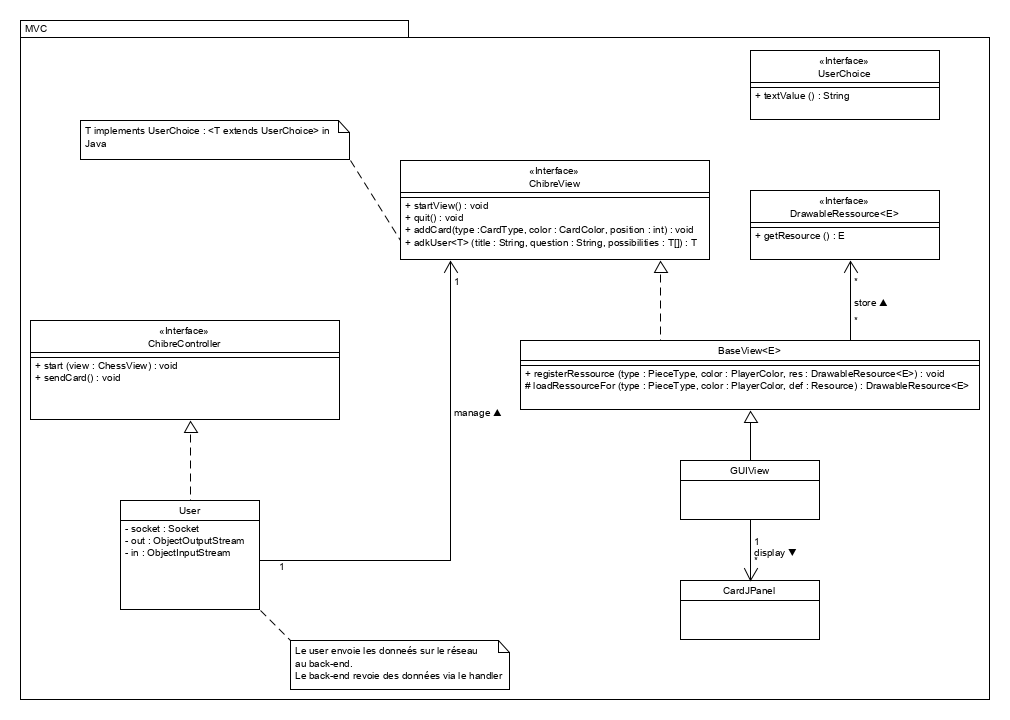 MVC
«Interface»
UserChoice
+ textValue () : String
T implements UserChoice : <T extends UserChoice> in
Java
«Interface»
ChibreView
+ startView() : void
+ quit() : void
+ addCard(type :CardType, color : CardColor, position : int) : void
+ adkUser<T> (title : String, question : String, possibilities : T[]) : T
«Interface»
DrawableRessource<E>
+ getResource () : E
1
*
store ▲
*
«Interface»
ChibreController
+ start (view : ChessView) : void
+ sendCard() : void
BaseView<E>
+ registerRessource (type : PieceType, color : PlayerColor, res : DrawableResource<E>) : void
# loadRessourceFor (type : PieceType, color : PlayerColor, def : Resource) : DrawableResource<E>
manage ▲
GUIView
User
- socket : Socket
- out : ObjectOutputStream
- in : ObjectInputStream
1
1
display ▼
*
CardJPanel
Le user envoie les donneés sur le réseau
au back-end.
Le back-end revoie des données via le handler